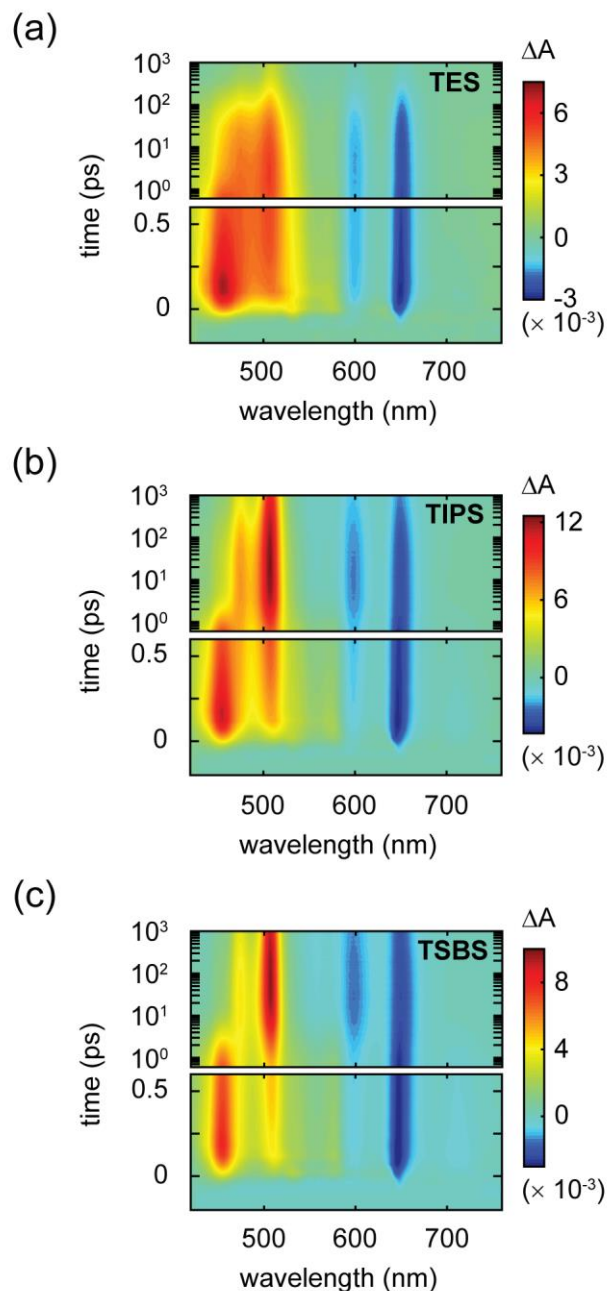 (a)
ΔA
10³
10²
10¹
10⁰
0.5
0
time (ps)
TES
6
3
0
-3
(× 10⁻³)
500 600 700
wavelength (nm)
(b)
ΔA
10³
10²
10¹
10⁰
0.5
0
time (ps)
TIPS
12
6
0
(× 10⁻³)
500 600 700
wavelength (nm)
(c)
ΔA
10³
10²
10¹
10⁰
0.5
0
time (ps)
TSBS
8
4
0
(× 10⁻³)
500 600 700
wavelength (nm)